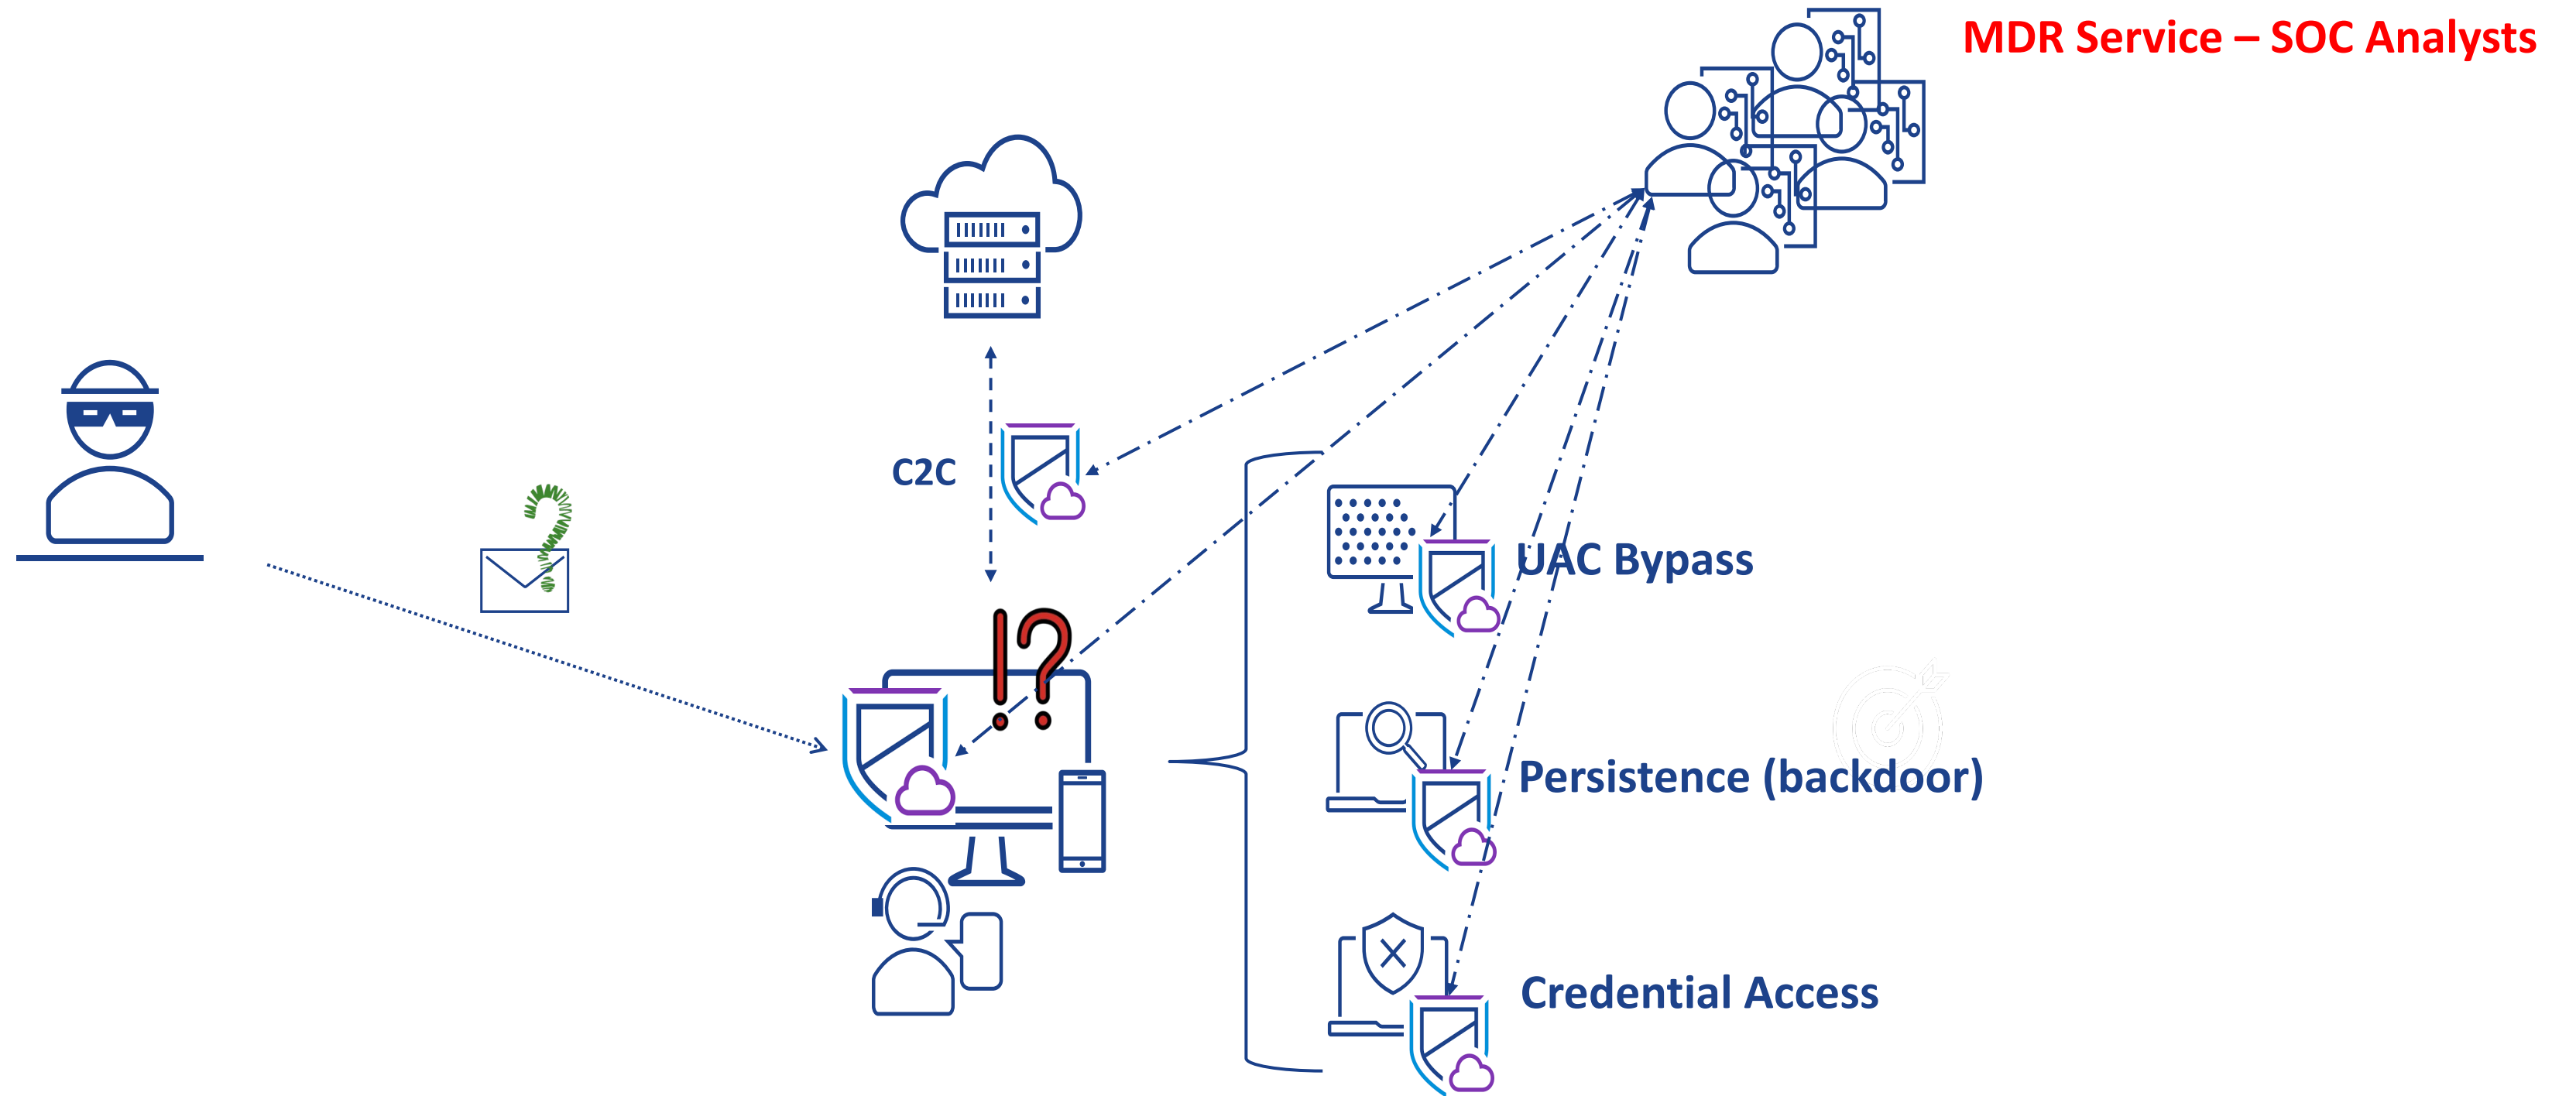 MDR Service – SOC Analysts
C2C
UAC Bypass
Persistence (backdoor)
Credential Access